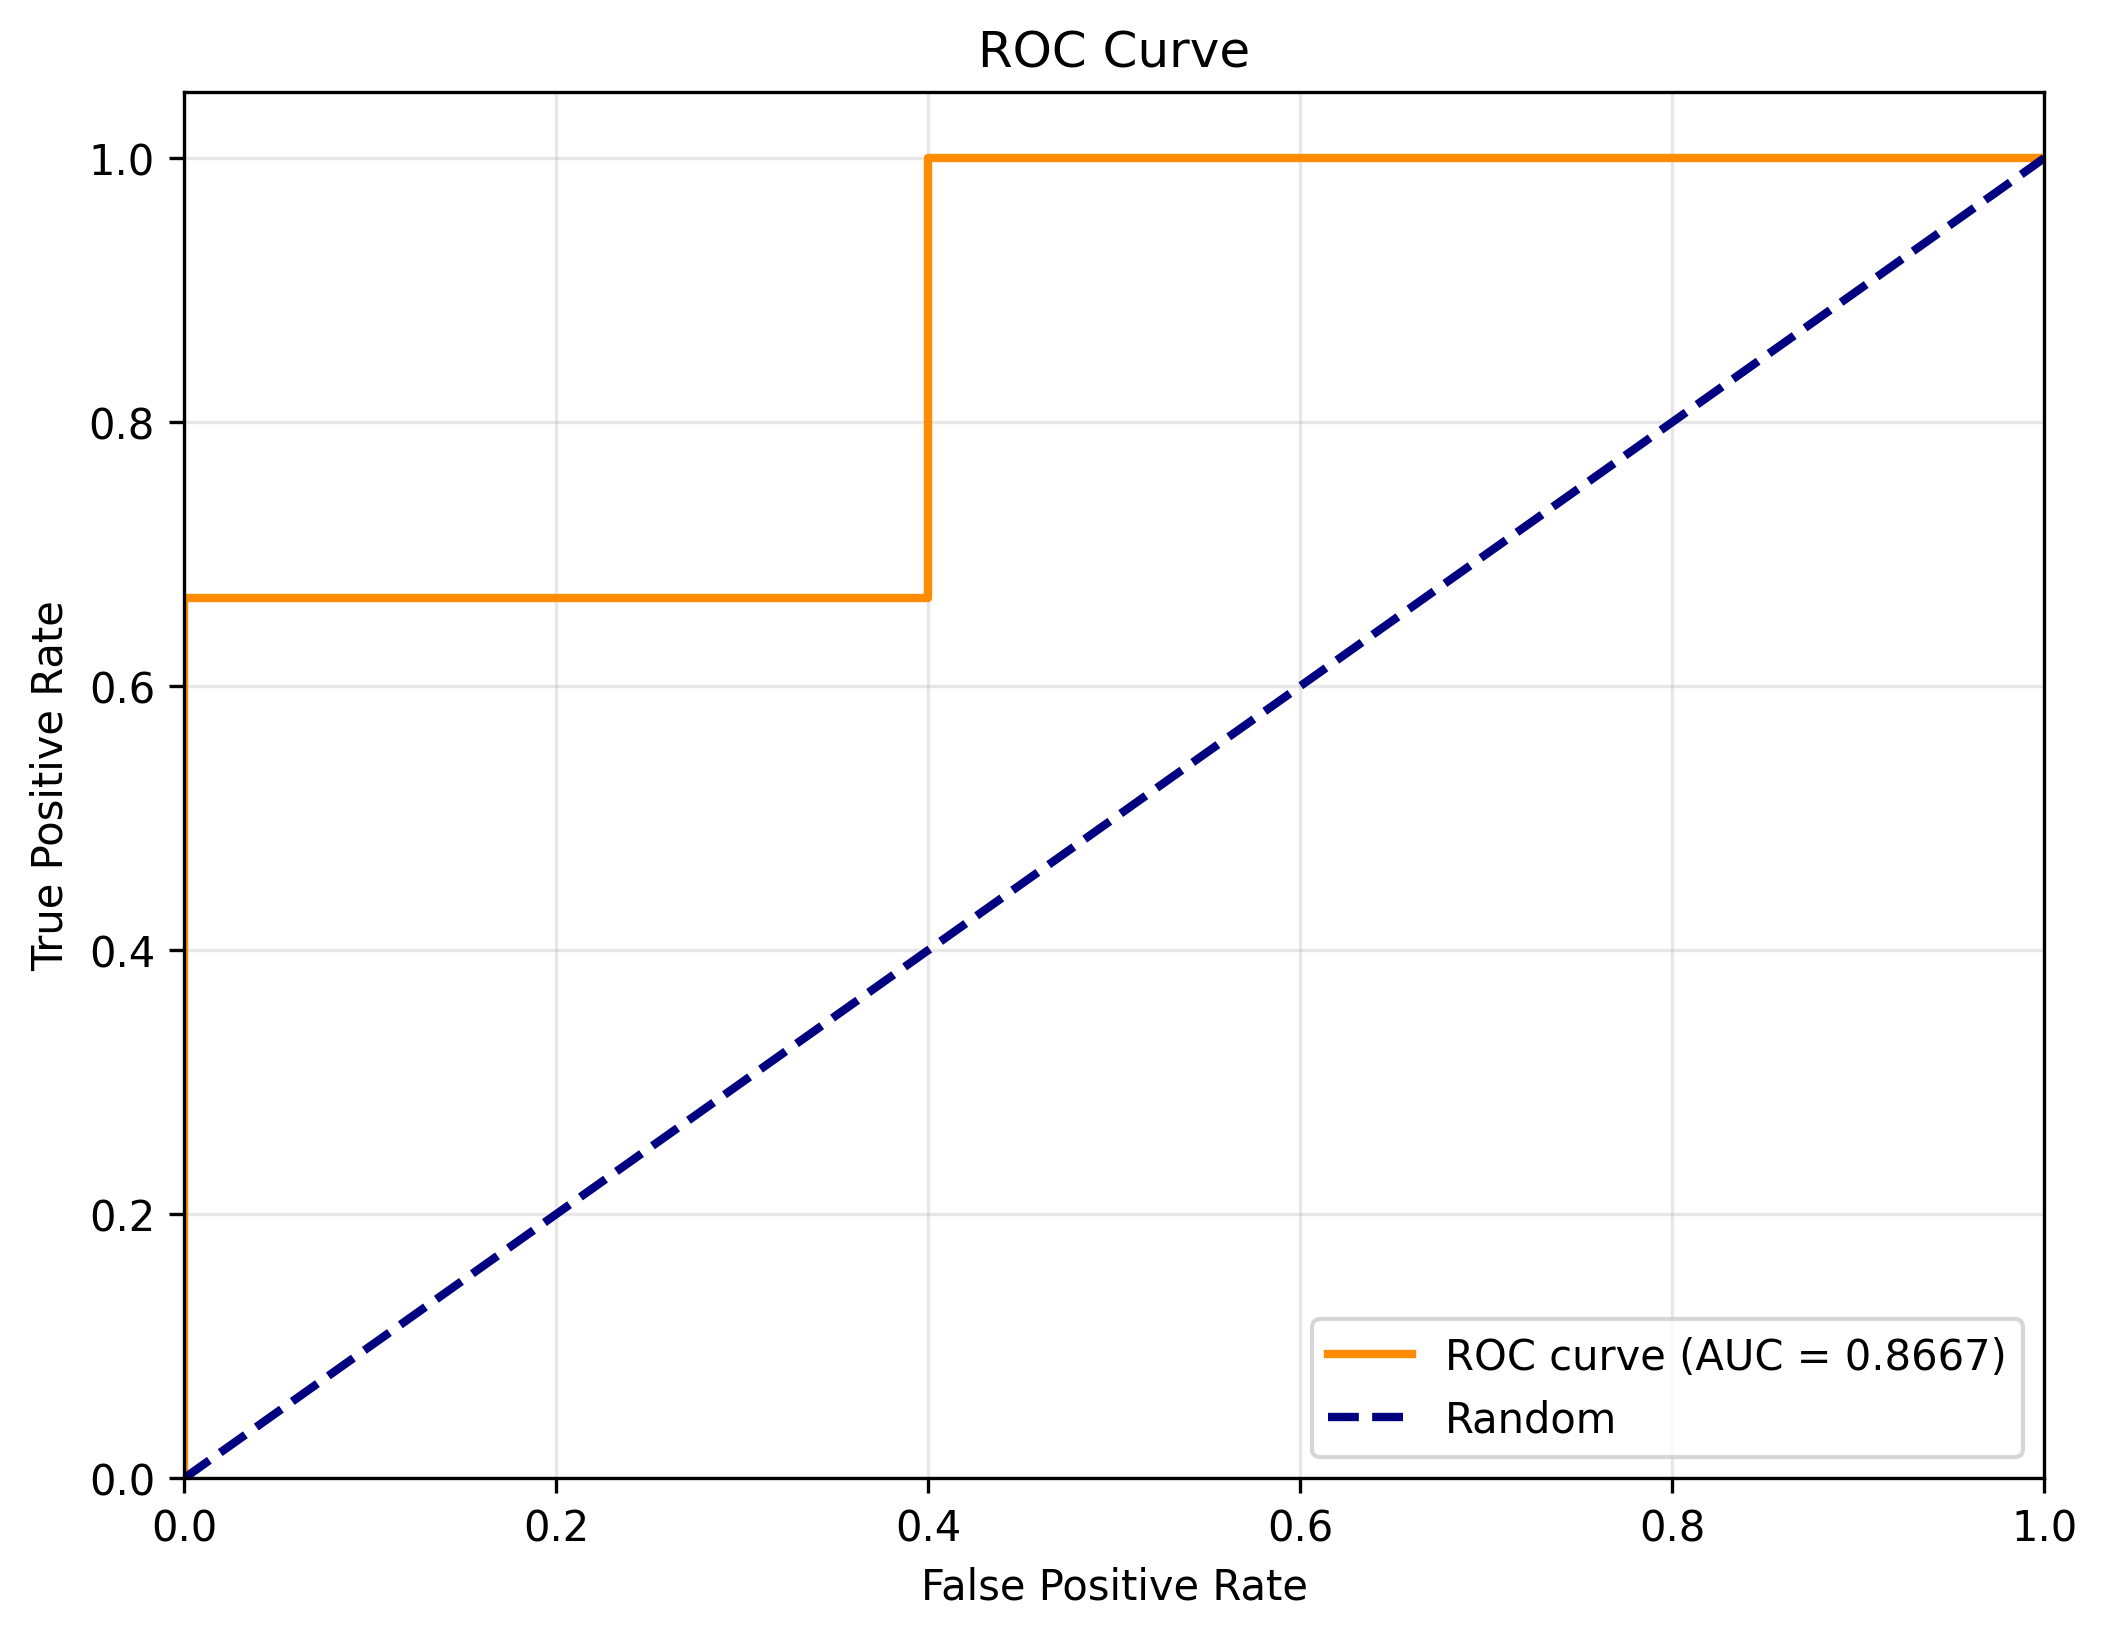 ROC Curve
1.0
0.8
0.6
0.4
0.2
0.0
True Positive Rate
0.0 0.2 0.4 0.6 0.8 1.0
False Positive Rate
ROC curve (AUC = 0.8667)
Random